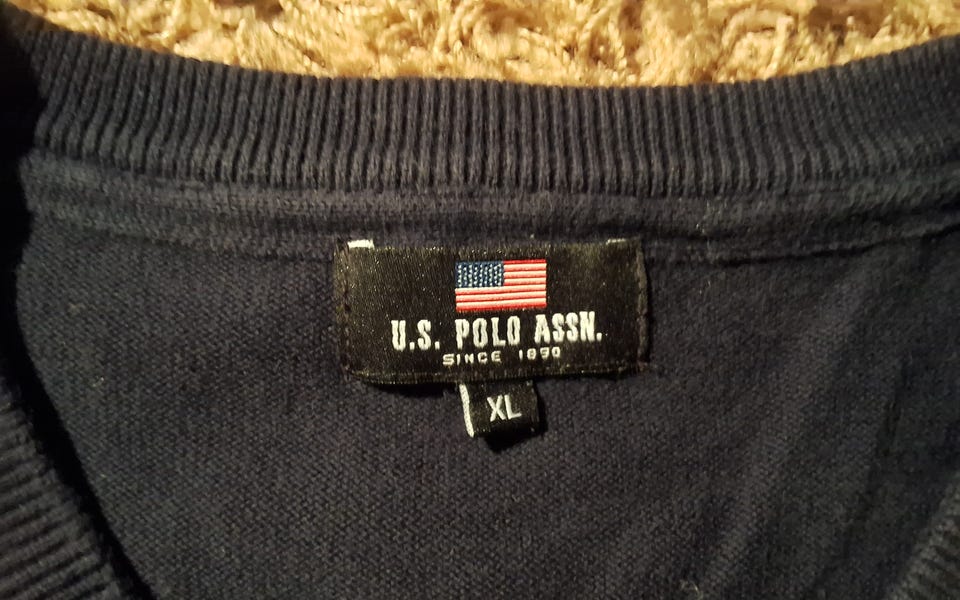 U.S. POLO ASSN.
SINCE 1890
XL